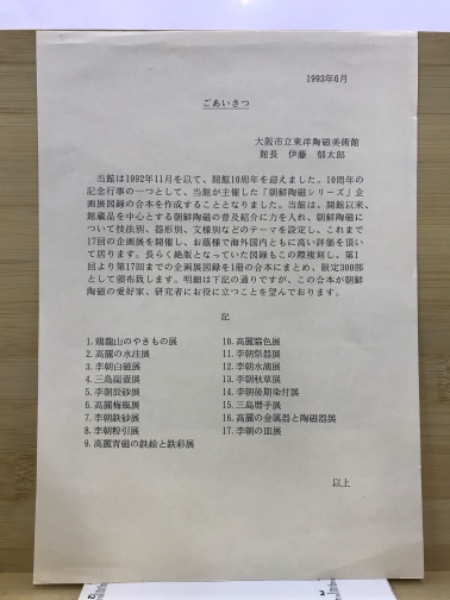 1993年6月
ごあいさつ
大阪市立東洋陶磁美術館
館長 伊藤 郁太郎
当館は1992年11月を以て、開館10周年を迎えました。10周年の
記念行事の一つとして、当館が主催した「朝鮮陶磁シリーズ」企
画展図録の合本を作成することとなりました。当館は、開館以来、
館蔵品を中心とする朝鮮陶磁の普及紹介に力を入れ、朝鮮陶磁に
ついて技法別、器形別、文様別などのテーマを設定し、これまで
17回の企画展を開催し、お蔭様で海外国内ともに高い評価を頂い
て居ります。長らく絶版となっていた図録もこの際複刻し、第1
回より第17回までの企画展図録を1冊の合本にまとめ、限定300部
として頒布致します。明細は下記の通りですが、この合本が朝鮮
陶磁の愛好家、研究者にお役に立つことを望んでおります。
記
1. 鶏龍山のやきもの展
2. 高麗の水注展
3. 李朝白磁展
4. 三島扁壷展
5. 李朝辰砂展
6. 高麗梅瓶展
7. 李朝鉄砂展
8. 李朝粉引展
9. 高麗青磁の鉄絵と鉄彩展
10. 高麗猫色展
11. 李朝祭器展
12. 李朝水滴展
13. 李朝秋草展
14. 李朝後期染付展
15. 三島暦手展
16. 高麗の金属器と陶磁器展
17. 李朝の皿展
以上
2